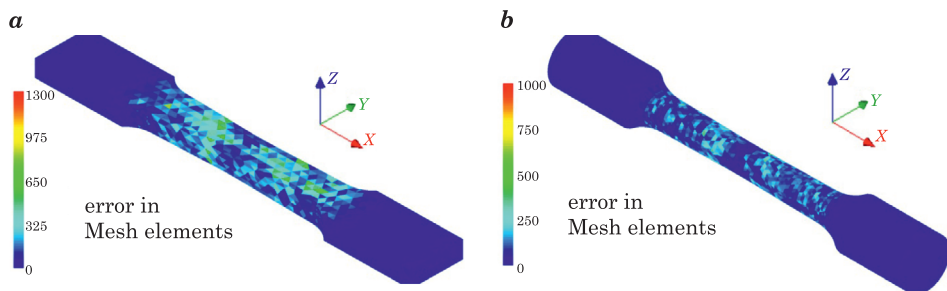 a
Z
Y
X
1300
975
650
325
0
error in
Mesh elements
b
Z
Y
X
1000
750
500
250
0
error in
Mesh elements